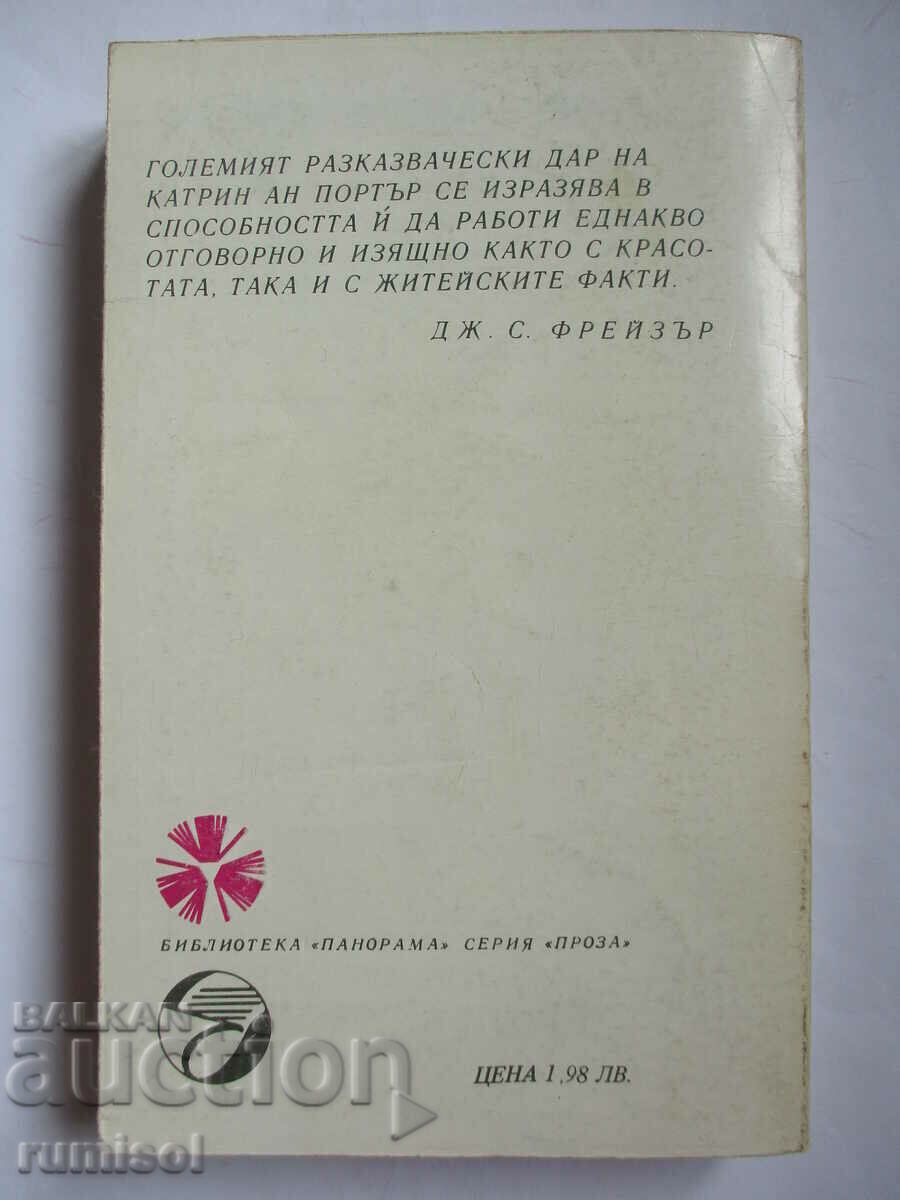 ГОЛЕМИЯТ РАЗКАЗВАЧЕСКИ ДАР НА
КАТРИН АН ПОРТЪР СЕ ИЗРАЗЯВА В
СПОСОБНОСТТА Й ДА РАБОТИ ЕДНАКВО
ОТГОВОРНО И ИЗЯЩНО КАКТО С КРАСО-
ТАТА, ТАКА И С ЖИТЕЙСКИТЕ ФАКТИ.
ДЖ. С. ФРЕЙЗЪР
БИБЛИОТЕКА «ПАНОРАМА» СЕРИЯ «ПРОЗА»
BALKAN
auction
ЦЕНА 1,98 ЛВ.
rumisol